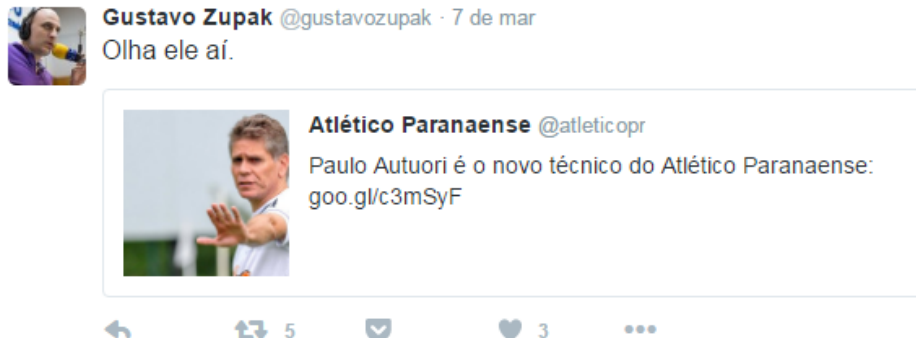 Gustavo Zupak @gustavozupak · 7 de mar
Olha ele aí.
Atlético Paranaense @atleticopr
Paulo Autuori é o novo técnico do Atlético Paranaense:
goo.gl/c3mSyF
5 3